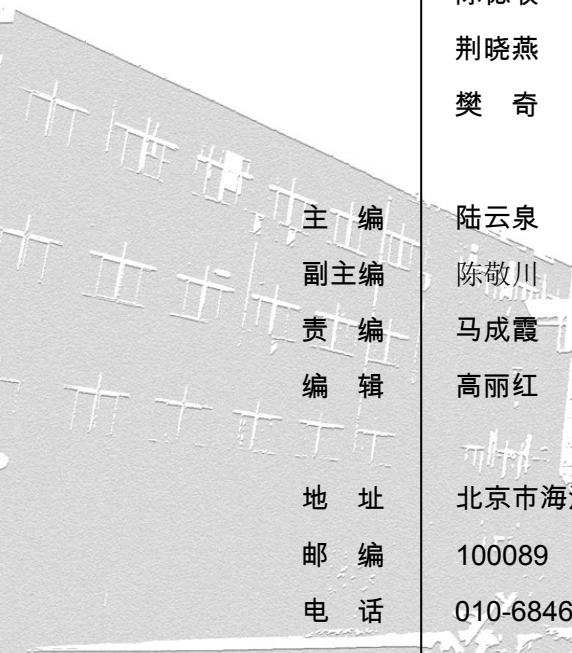 荆晓燕
樊 奇
主 编 陆云泉
副主编 陈敬川
责 编 马成霞
编 辑 高丽红
地 址 北京市海
邮 编 100089
电 话 010-6846